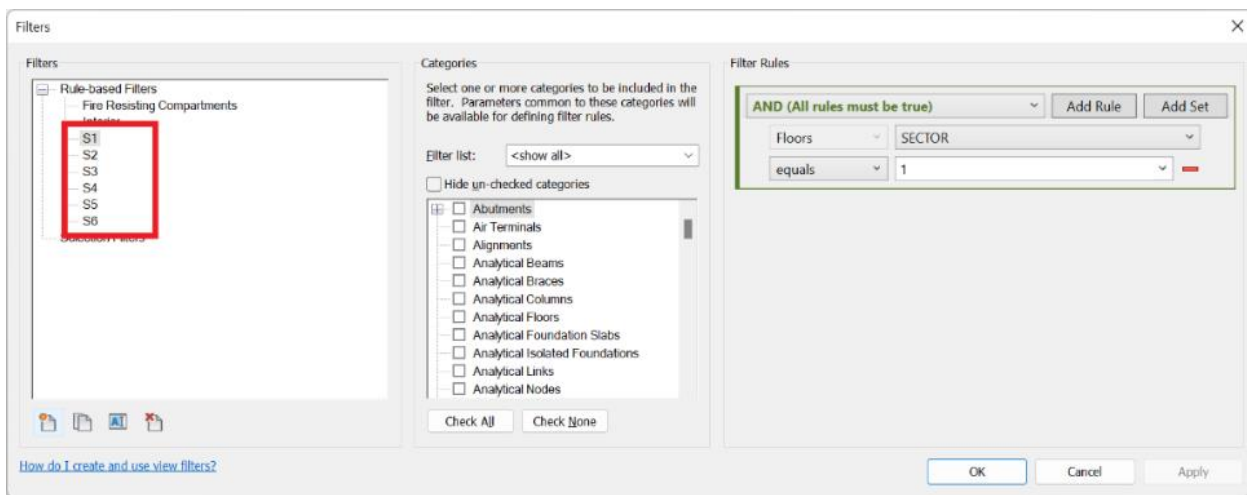 Filters
Filters
Rule-based Filters
Fire Resisting Compartments
Interior
S1
S2
S3
S4
S5
S6
Selection Filters
How do I create and use view filters?
Categories
Select one or more categories to be included in the
filter. Parameters common to these categories will
be available for defining filter rules.
Filter list: <show all>
Hide un-checked categories
Abutments
Air Terminals
Alignments
Analytical Beams
Analytical Braces
Analytical Columns
Analytical Floors
Analytical Foundation Slabs
Analytical Isolated Foundations
Analytical Links
Analytical Nodes
Check All Check None
Filter Rules
AND (All rules must be true) Add Rule Add Set
Floors SECTOR
equals 1
OK Cancel Apply